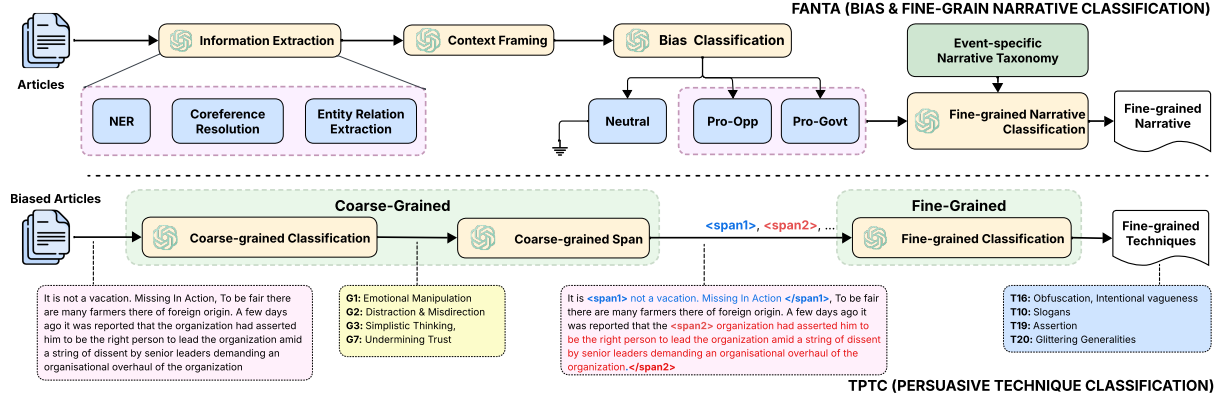 FANTA (BIAS & FINE-GRAIN NARRATIVE CLASSIFICATION)
Articles
Information Extraction
Context Framing
Bias Classification
Event-specific
Narrative Taxonomy
NER
Coreference
Resolution
Entity Relation
Extraction
Neutral
Pro-Opp
Pro-Govt
Fine-grained Narrative
Classification
Fine-grained
Narrative
Biased Articles
Coarse-Grained
Coarse-grained Classification
Coarse-grained Span
<span1>, <span2>, ...
Fine-Grained
Fine-grained Classification
Fine-grained
Techniques
It is not a vacation. Missing In Action, To be fair there
are many farmers there of foreign origin. A few days
ago it was reported that the organization had asserted
him to be the right person to lead the organization amid
a string of dissent by senior leaders demanding an
organisational overhaul of the organization
G1: Emotional Manipulation
G2: Distraction & Misdirection
G3: Simplistic Thinking,
G7: Undermining Trust
It is <span1> not a vacation. Missing In Action </span1>, To be fair
there are many farmers there of foreign origin. A few days ago it
was reported that the <span2> organization had asserted him to
be the right person to lead the organization amid a string of dissent
by senior leaders demanding an organisational overhaul of the
organization.</span2>
T16: Obfuscation, Intentional vagueness
T10: Slogans
T19: Assertion
T20: Glittering Generalities
TPTC (PERSUASIVE TECHNIQUE CLASSIFICATION)